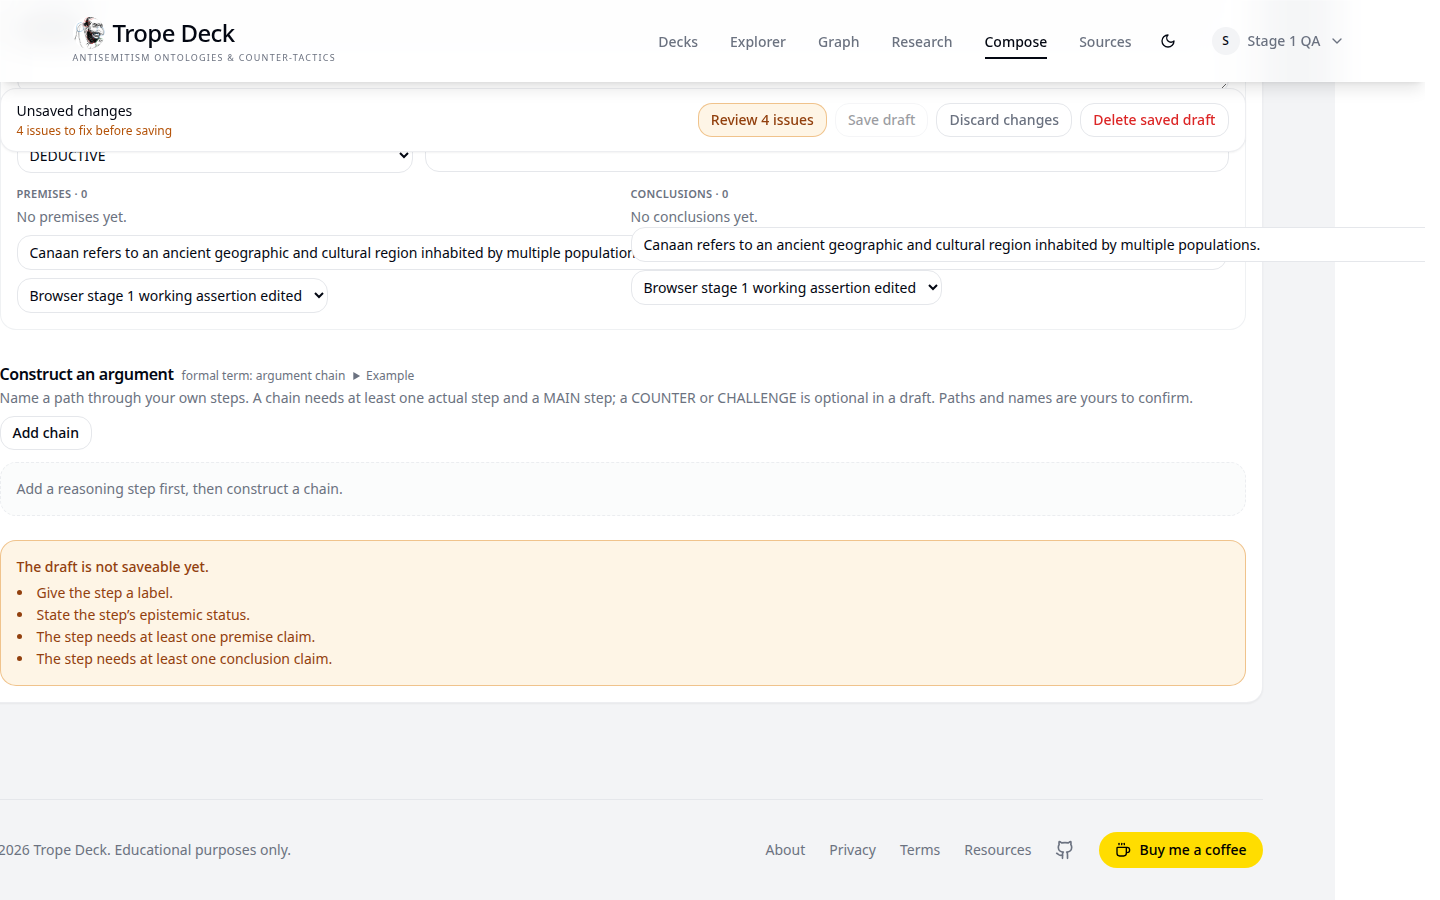 Trope Deck
ANTISEMITISM ONTOLOGIES & COUNTER-TACTICS
Decks
Explorer
Graph
Research
Compose
Sources
S
Stage 1 QA
Unsaved changes
4 issues to fix before saving
Review 4 issues
Save draft
Discard changes
Delete saved draft
DEDUCTIVE
PREMISES · 0
No premises yet.
Canaan refers to an ancient geographic and cultural region inhabited by multiple
Browser stage 1 working assertion edited
CONCLUSIONS · 0
No conclusions yet.
Canaan refers to an ancient geographic and cultural region inhabited by multiple populations.
Browser stage 1 working assertion edited
Construct an argument formal term: argument chain ▶ Example
Name a path through your own steps. A chain needs at least one actual step and a MAIN step; a COUNTER or CHALLENGE is optional in a draft. Paths and names are yours to confirm.
Add chain
Add a reasoning step first, then construct a chain.
The draft is not saveable yet.
• Give the step a label.
• State the step’s epistemic status.
• The step needs at least one premise claim.
• The step needs at least one conclusion claim.
2026 Trope Deck. Educational purposes only.
About
Privacy
Terms
Resources
Buy me a coffee